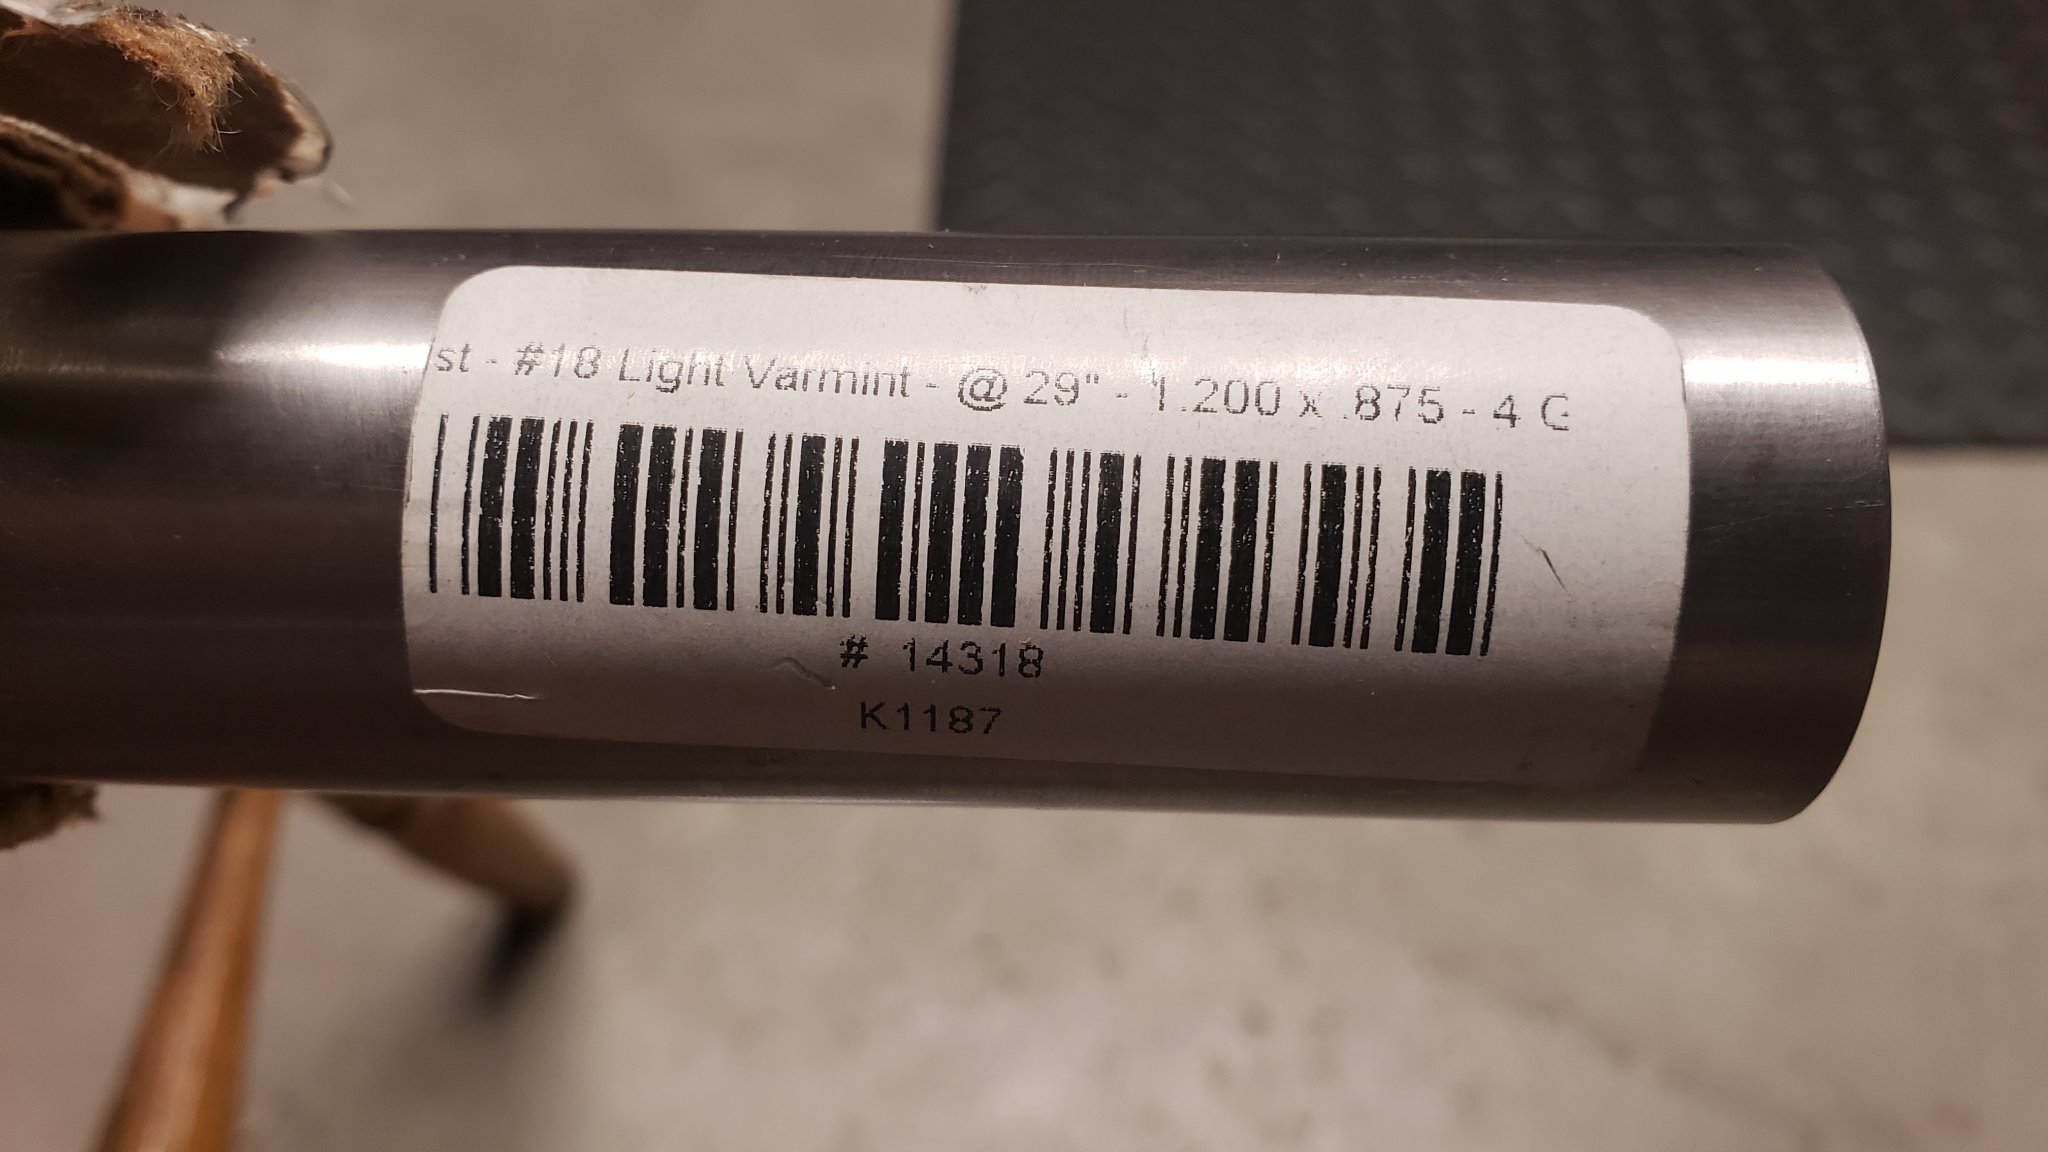 st - #18 Light Varmint - @ 29" - 1.200 x .875 - 4 G
# 14318
K1187